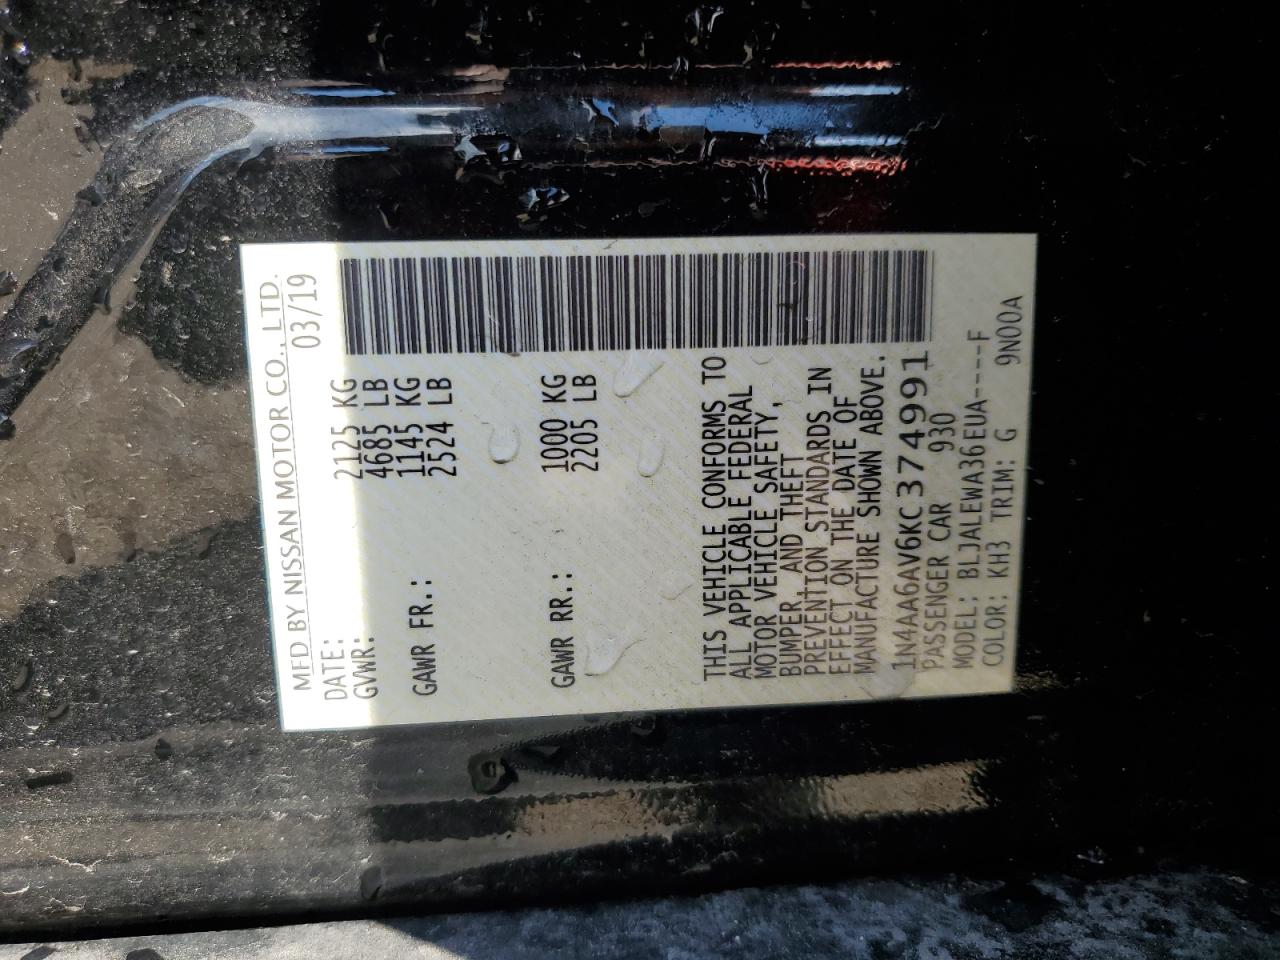 MFD BY NISSAN MOTOR CO., LTD.
DATE: 03/19
GVWR: 2125 KG
4685 LB
GAWR FR.: 1145 KG
2524 LB
GAWR RR.: 1000 KG
2205 LB
THIS VEHICLE CONFORMS TO
ALL APPLICABLE FEDERAL
MOTOR VEHICLE SAFETY,
BUMPER, AND THEFT
PREVENTION STANDARDS IN
EFFECT ON THE DATE OF
MANUFACTURE SHOWN ABOVE.
1N4AA6AV6KC374991
PASSENGER CAR 930
MODEL: BLJALEWA36EUA----F
COLOR: KH3 TRIM: G 9N00A